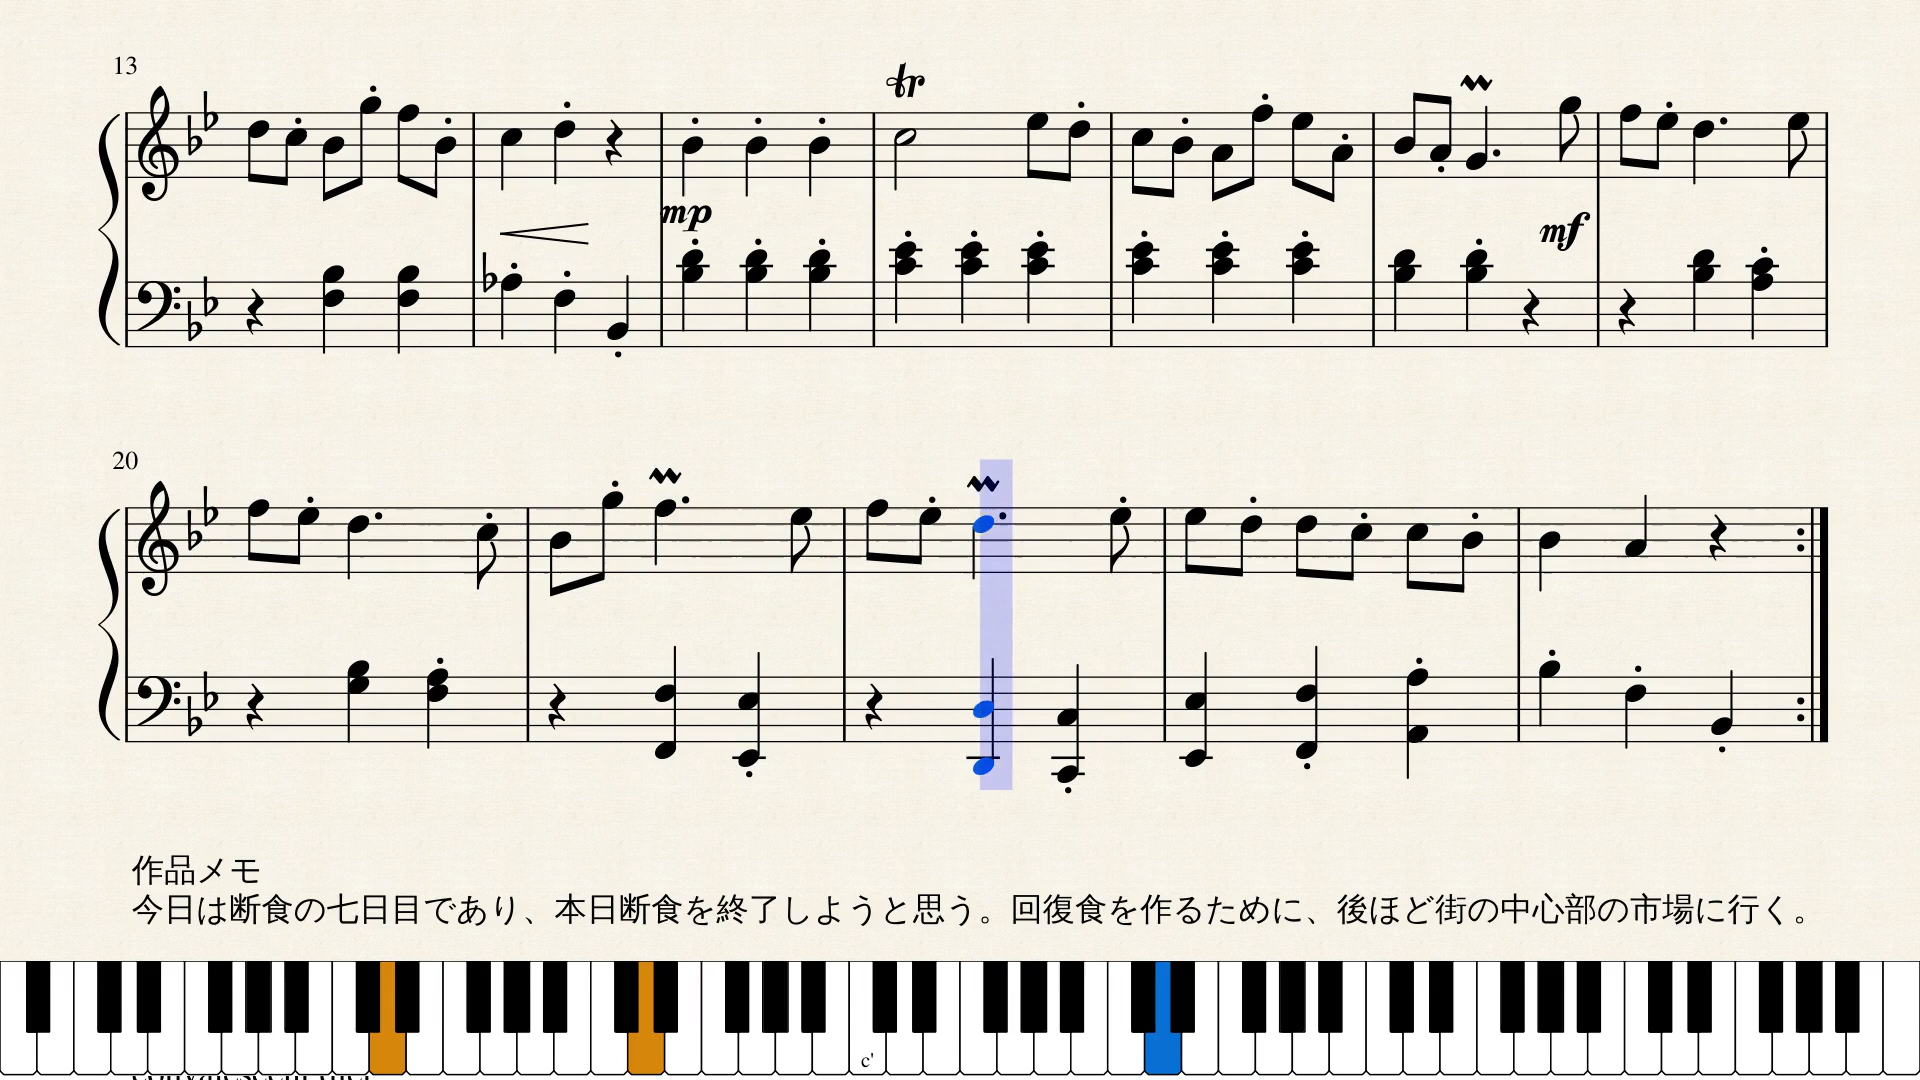 13
tr
mp
mf
20
作品メモ
今日は断食の七日目であり、本日断食を終了しようと思う。回復食を作るために、後ほど街の中心部の市場に行く。
c'